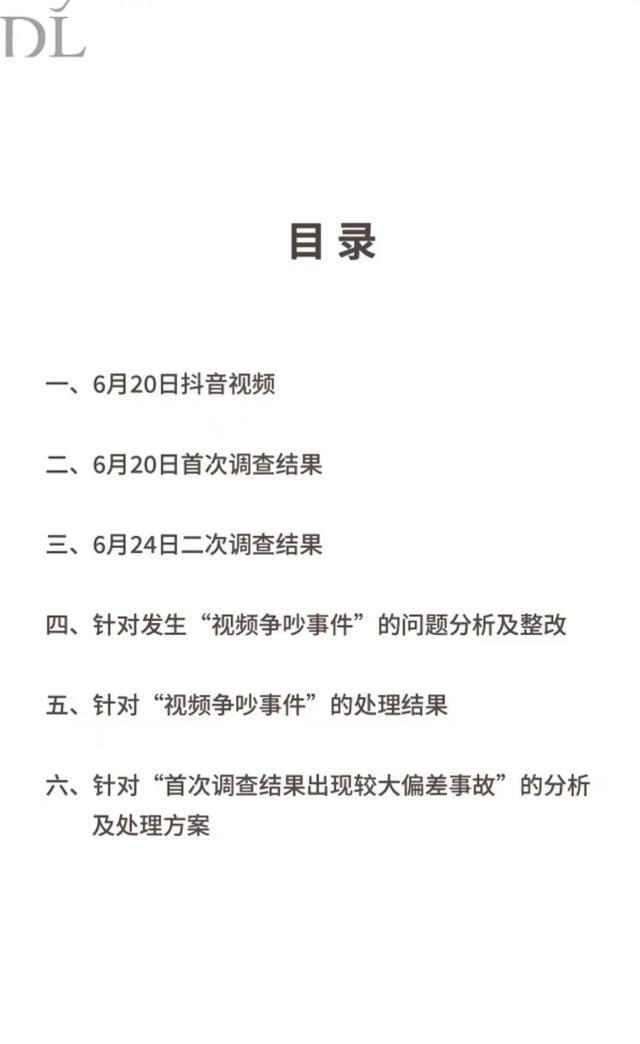 DL
目录
一、6月20日抖音视频
二、6月20日首次调查结果
三、6月24日二次调查结果
四、针对发生“视频争吵事件”的问题分析及整改
五、针对“视频争吵事件”的处理结果
六、针对“首次调查结果出现较大偏差事故”的分析
及处理方案